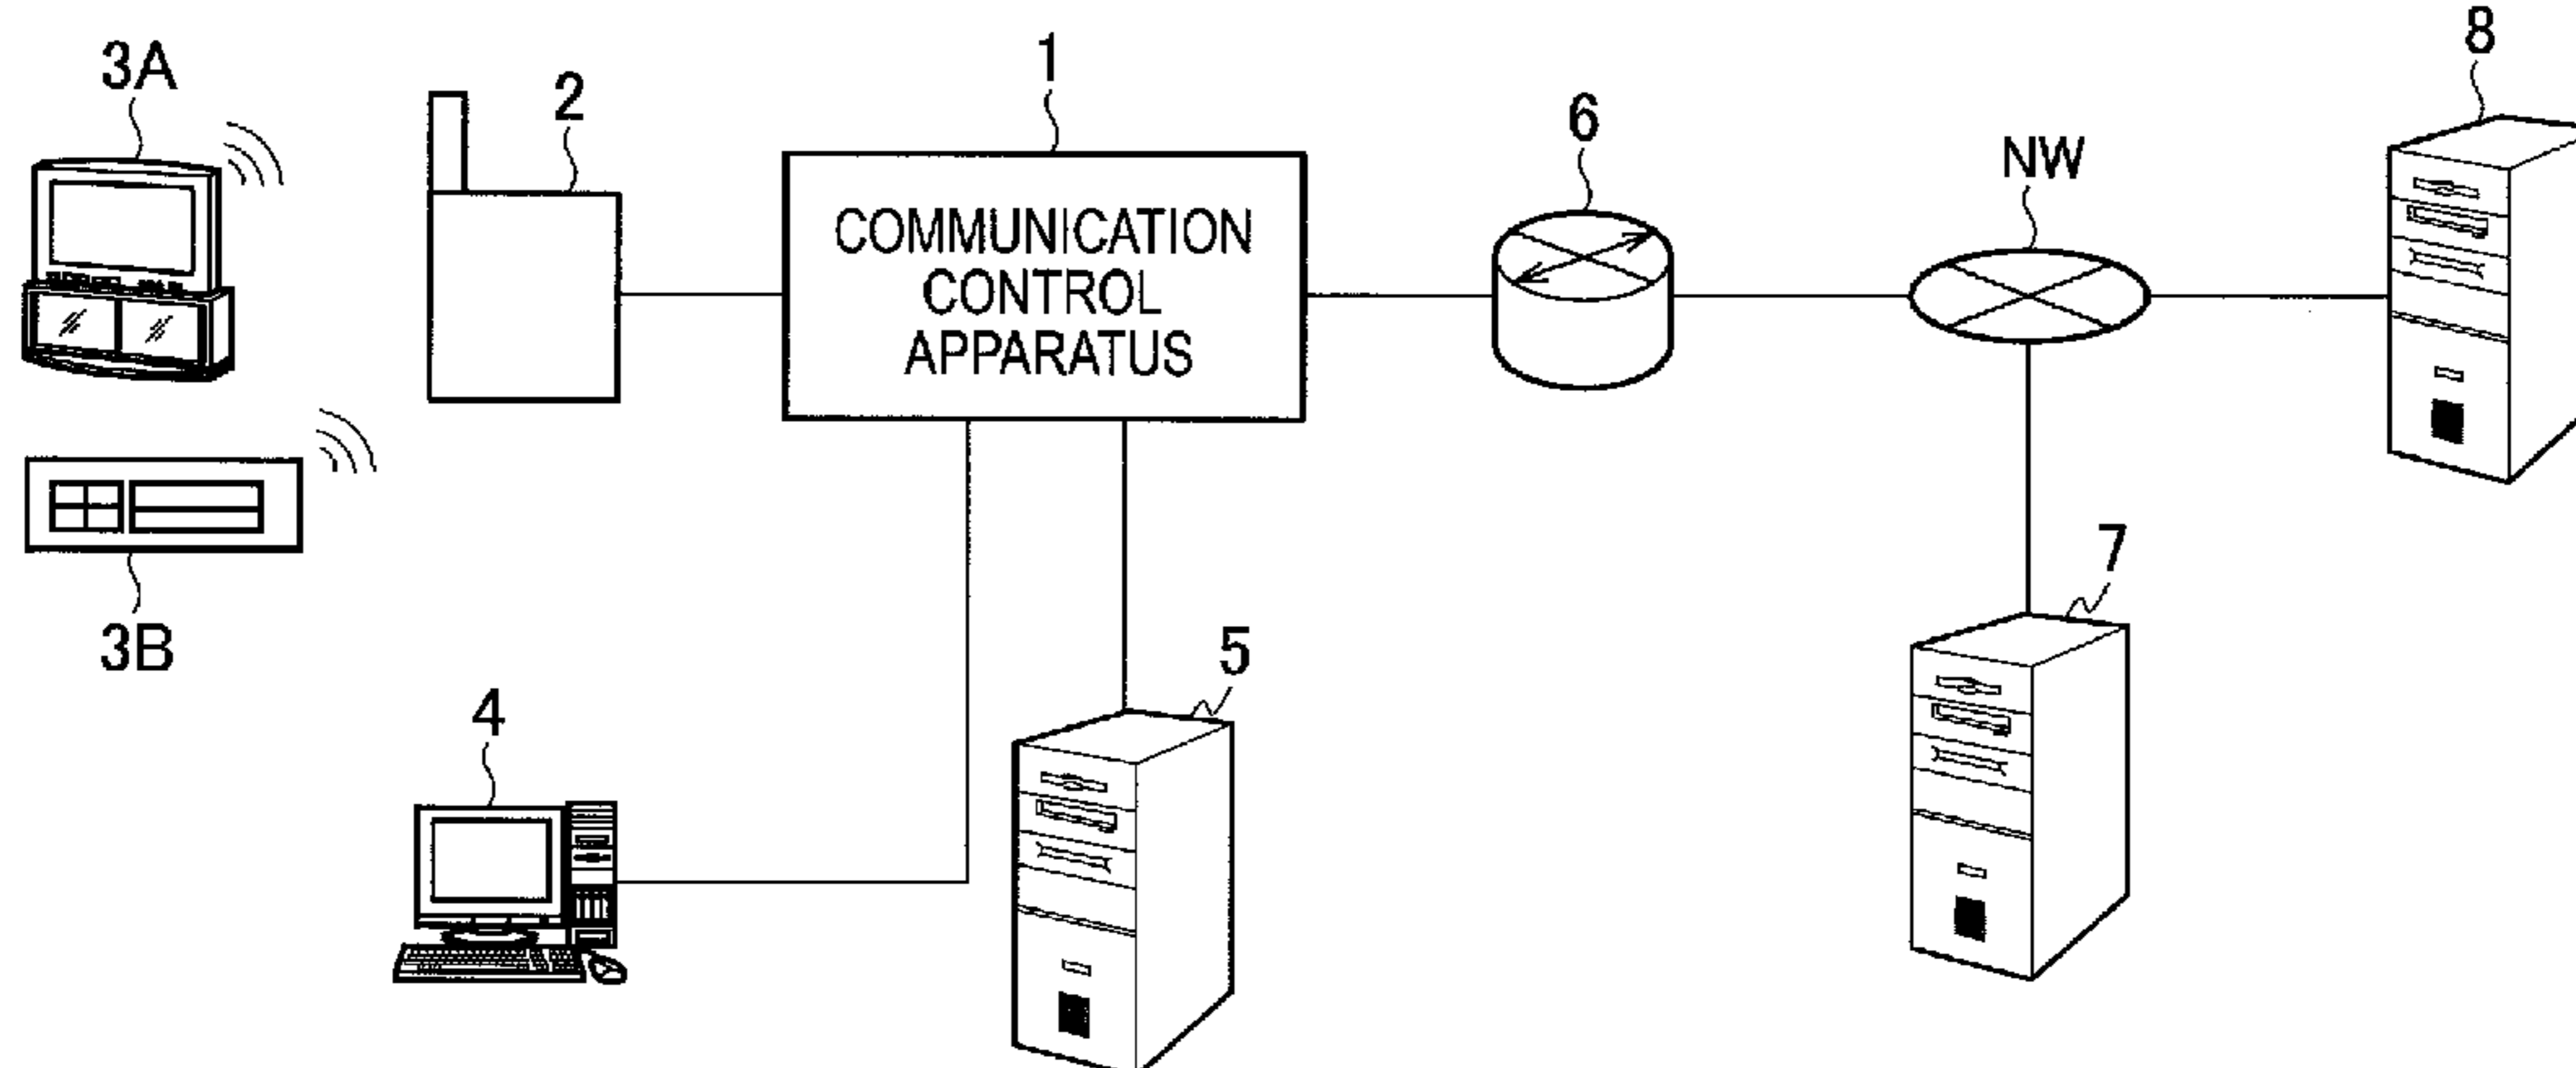 3A
2
1
6
NW
8
COMMUNICATION
CONTROL
APPARATUS
3B
4
5
7